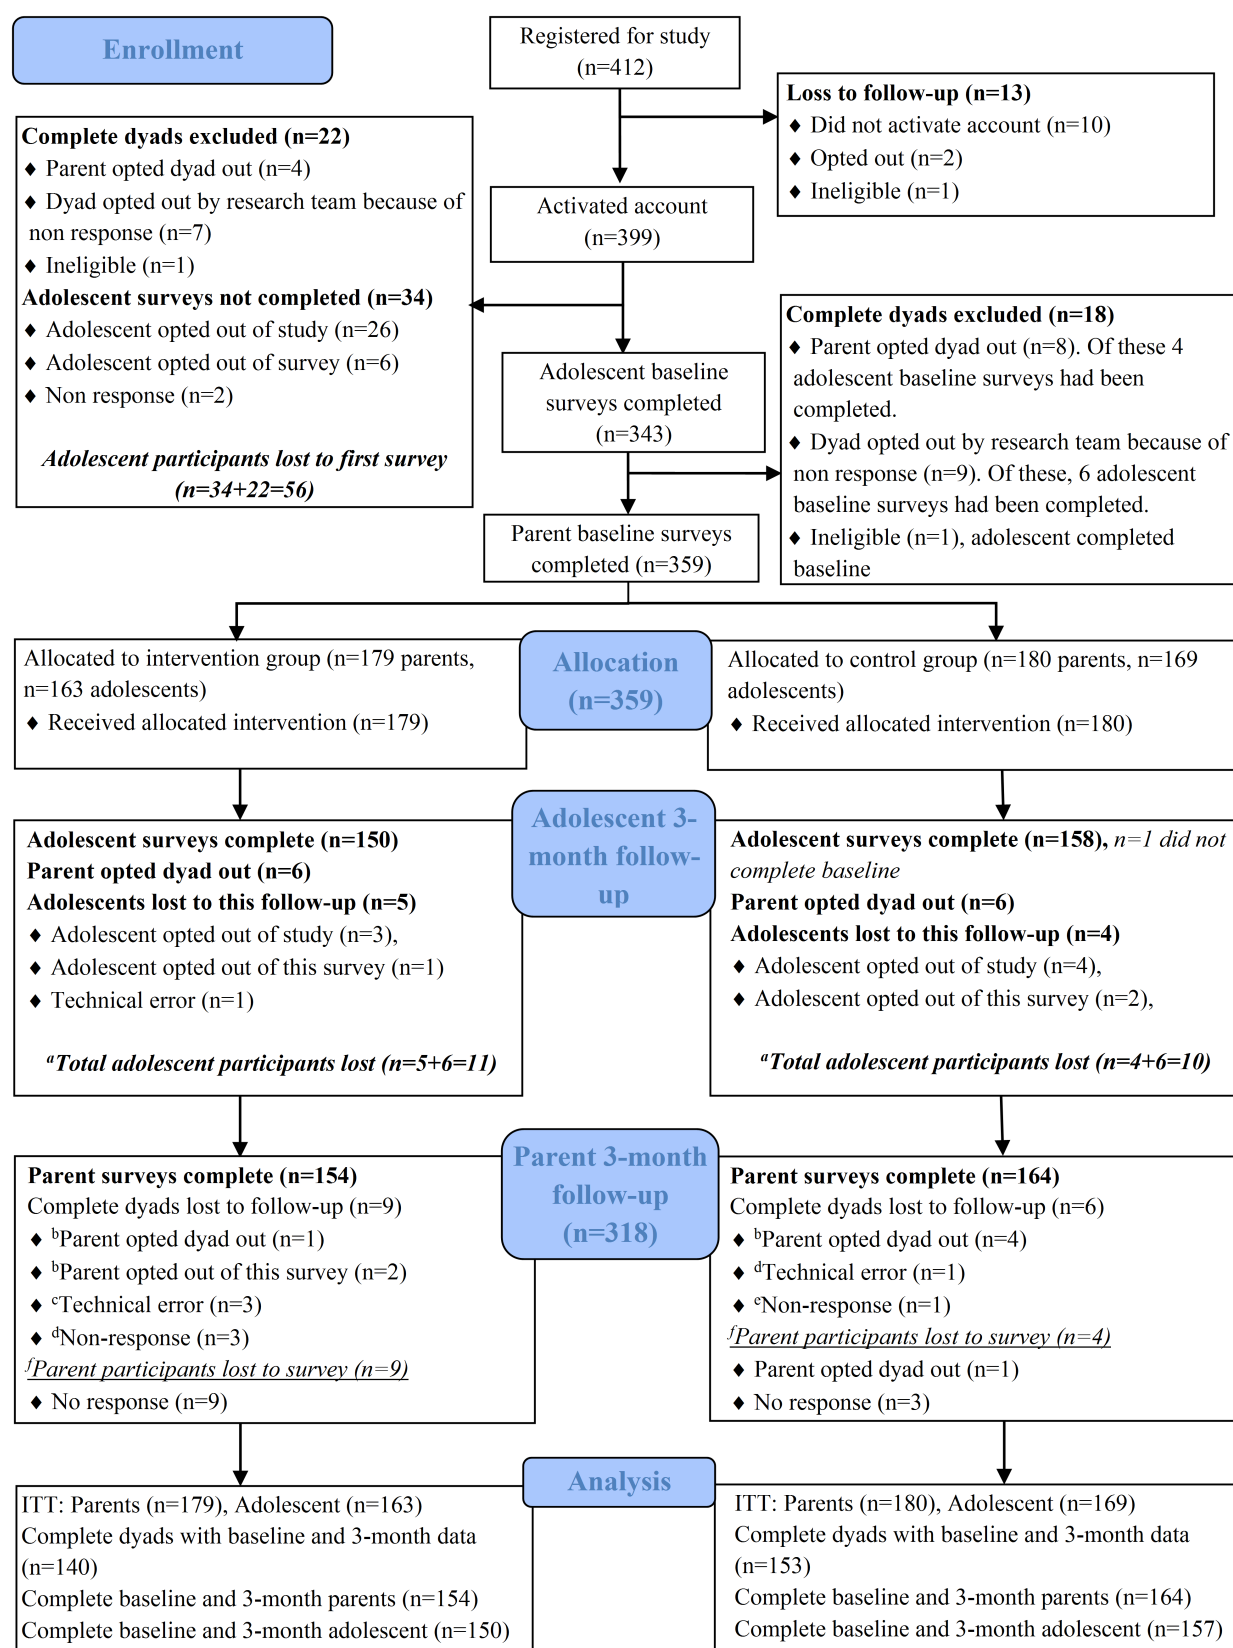 Enrollment
Registered for study
(n=412)
Loss to follow-up (n=13)
♦ Did not activate account (n=10)
♦ Opted out (n=2)
♦ Ineligible (n=1)
Complete dyads excluded (n=22)
♦ Parent opted dyad out (n=4)
♦ Dyad opted out by research team because of
non response (n=7)
♦ Ineligible (n=1)
Adolescent surveys not completed (n=34)
♦ Adolescent opted out of study (n=26)
♦ Adolescent opted out of survey (n=6)
♦ Non response (n=2)
Adolescent participants lost to first survey
(n=34+22=56)
Activated account
(n=399)
Adolescent baseline
surveys completed
(n=343)
Complete dyads excluded (n=18)
♦ Parent opted dyad out (n=8). Of these 4
adolescent baseline surveys had been
completed.
♦ Dyad opted out by research team because of
non response (n=9). Of these, 6 adolescent
baseline surveys had been completed.
♦ Ineligible (n=1), adolescent completed
baseline
Parent baseline surveys
completed (n=359)
Allocated to intervention group (n=179 parents,
n=163 adolescents)
♦ Received allocated intervention (n=179)
Allocation
(n=359)
Allocated to control group (n=180 parents, n=169
adolescents)
♦ Received allocated intervention (n=180)
Adolescent surveys complete (n=150)
Parent opted dyad out (n=6)
Adolescents lost to this follow-up (n=5)
♦ Adolescent opted out of study (n=3),
♦ Adolescent opted out of this survey (n=1)
♦ Technical error (n=1)
ᵃTotal adolescent participants lost (n=5+6=11)
Adolescent 3-
month follow-
up
Adolescent surveys complete (n=158), n=1 did not
complete baseline
Parent opted dyad out (n=6)
Adolescents lost to this follow-up (n=4)
♦ Adolescent opted out of study (n=4),
♦ Adolescent opted out of this survey (n=2),
ᵃTotal adolescent participants lost (n=4+6=10)
Parent surveys complete (n=154)
Complete dyads lost to follow-up (n=9)
♦ ᵇParent opted dyad out (n=1)
♦ ᵇParent opted out of this survey (n=2)
♦ ᶜTechnical error (n=3)
♦ ᵈNon-response (n=3)
ᶠParent participants lost to survey (n=9)
♦ No response (n=9)
Parent 3-month
follow-up
(n=318)
Parent surveys complete (n=164)
Complete dyads lost to follow-up (n=6)
♦ ᵇParent opted dyad out (n=4)
♦ ᵈTechnical error (n=1)
♦ ᵉNon-response (n=1)
ᶠParent participants lost to survey (n=4)
♦ Parent opted dyad out (n=1)
♦ No response (n=3)
Analysis
ITT: Parents (n=179), Adolescent (n=163)
Complete dyads with baseline and 3-month data
(n=140)
Complete baseline and 3-month parents (n=154)
Complete baseline and 3-month adolescent (n=150)
ITT: Parents (n=180), Adolescent (n=169)
Complete dyads with baseline and 3-month data
(n=153)
Complete baseline and 3-month parents (n=164)
Complete baseline and 3-month adolescent (n=157)